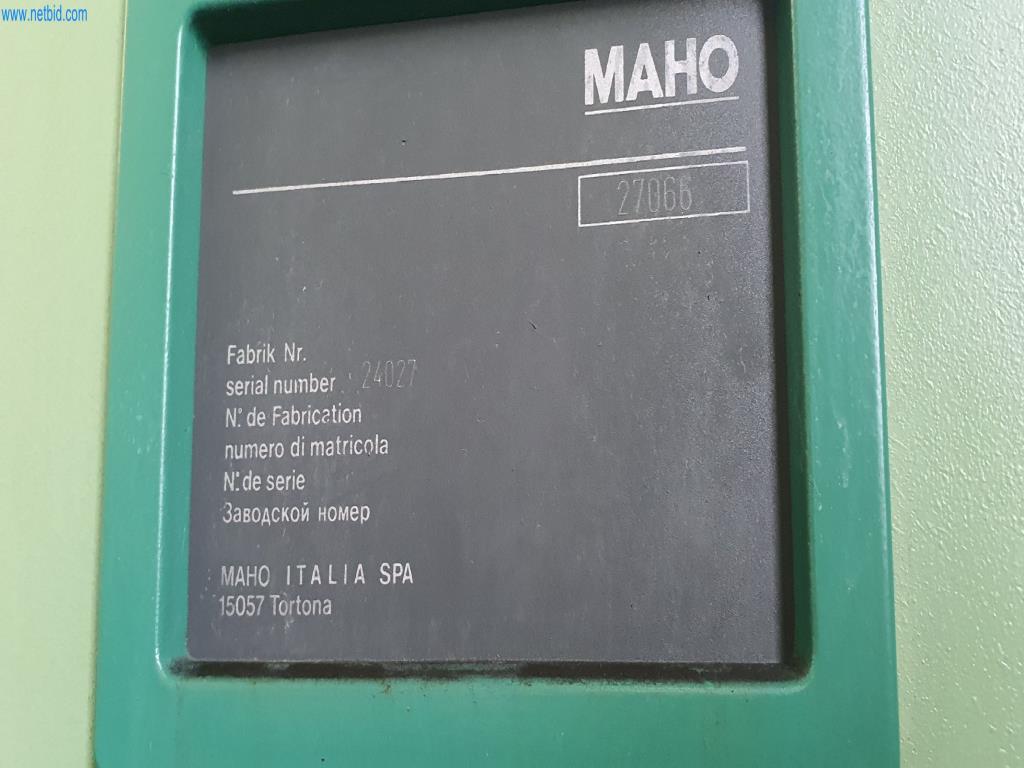 www.netbid.com
MAHO
27066
Fabrik Nr.
serial number 24027
N° de Fabrication
numero di matricola
N° de serie
Заводской номер
MAHO ITALIA SPA
15057 Tortona